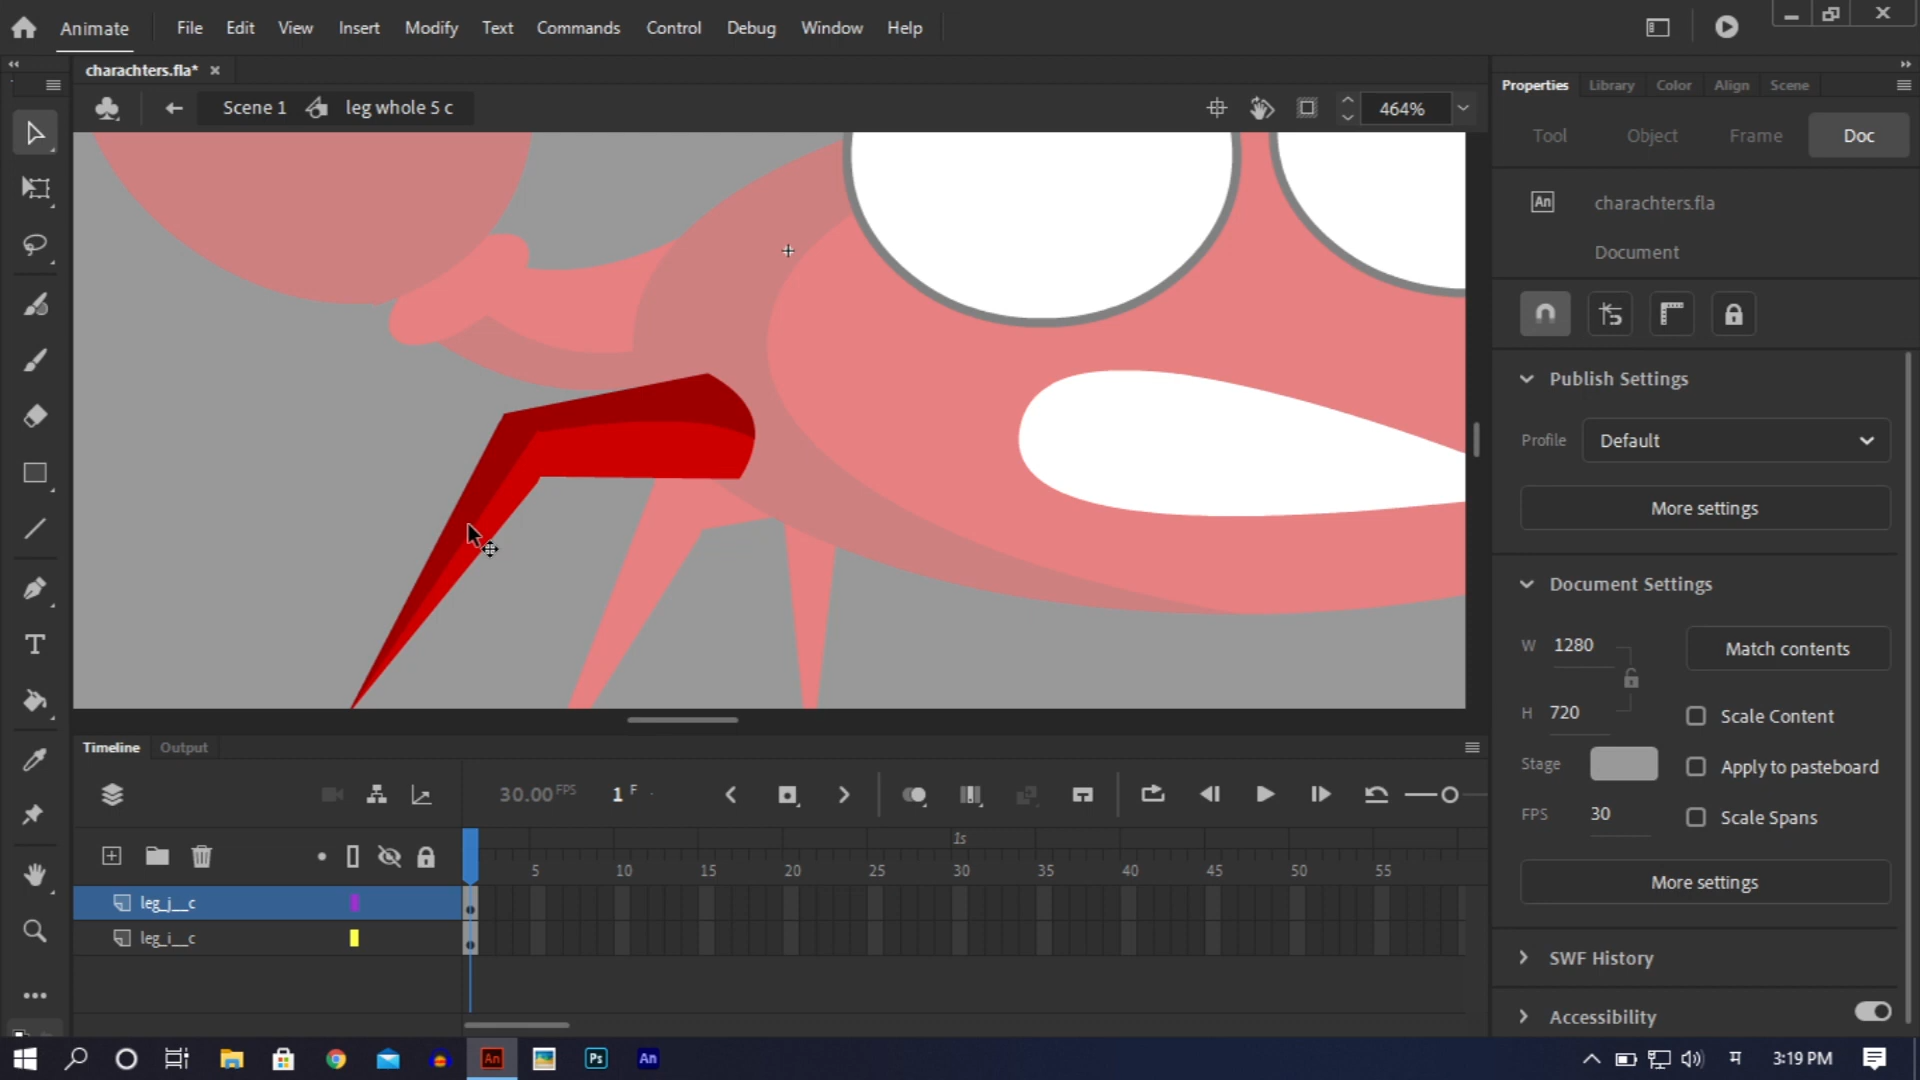 Animate File Edit View Insert Modify Text Commands Control Debug Window Help
charachters.fla*
Scene 1 leg whole 5 c 464%
Properties Library Color Align Scene
Tool Object Frame Doc
An charachters.fla
Document
Publish Settings
Profile Default
More settings
Document Settings
W 1280 Match contents
H 720 Scale Content
Stage Apply to pasteboard
FPS 30 Scale Spans
More settings
SWF History
Accessibility
T
Timeline Output
30.00 FPS 1 F
1s
5 10 15 20 25 30 35 40 45 50 55
leg_j__c
leg_i__c
An Ps An म 3:19 PM